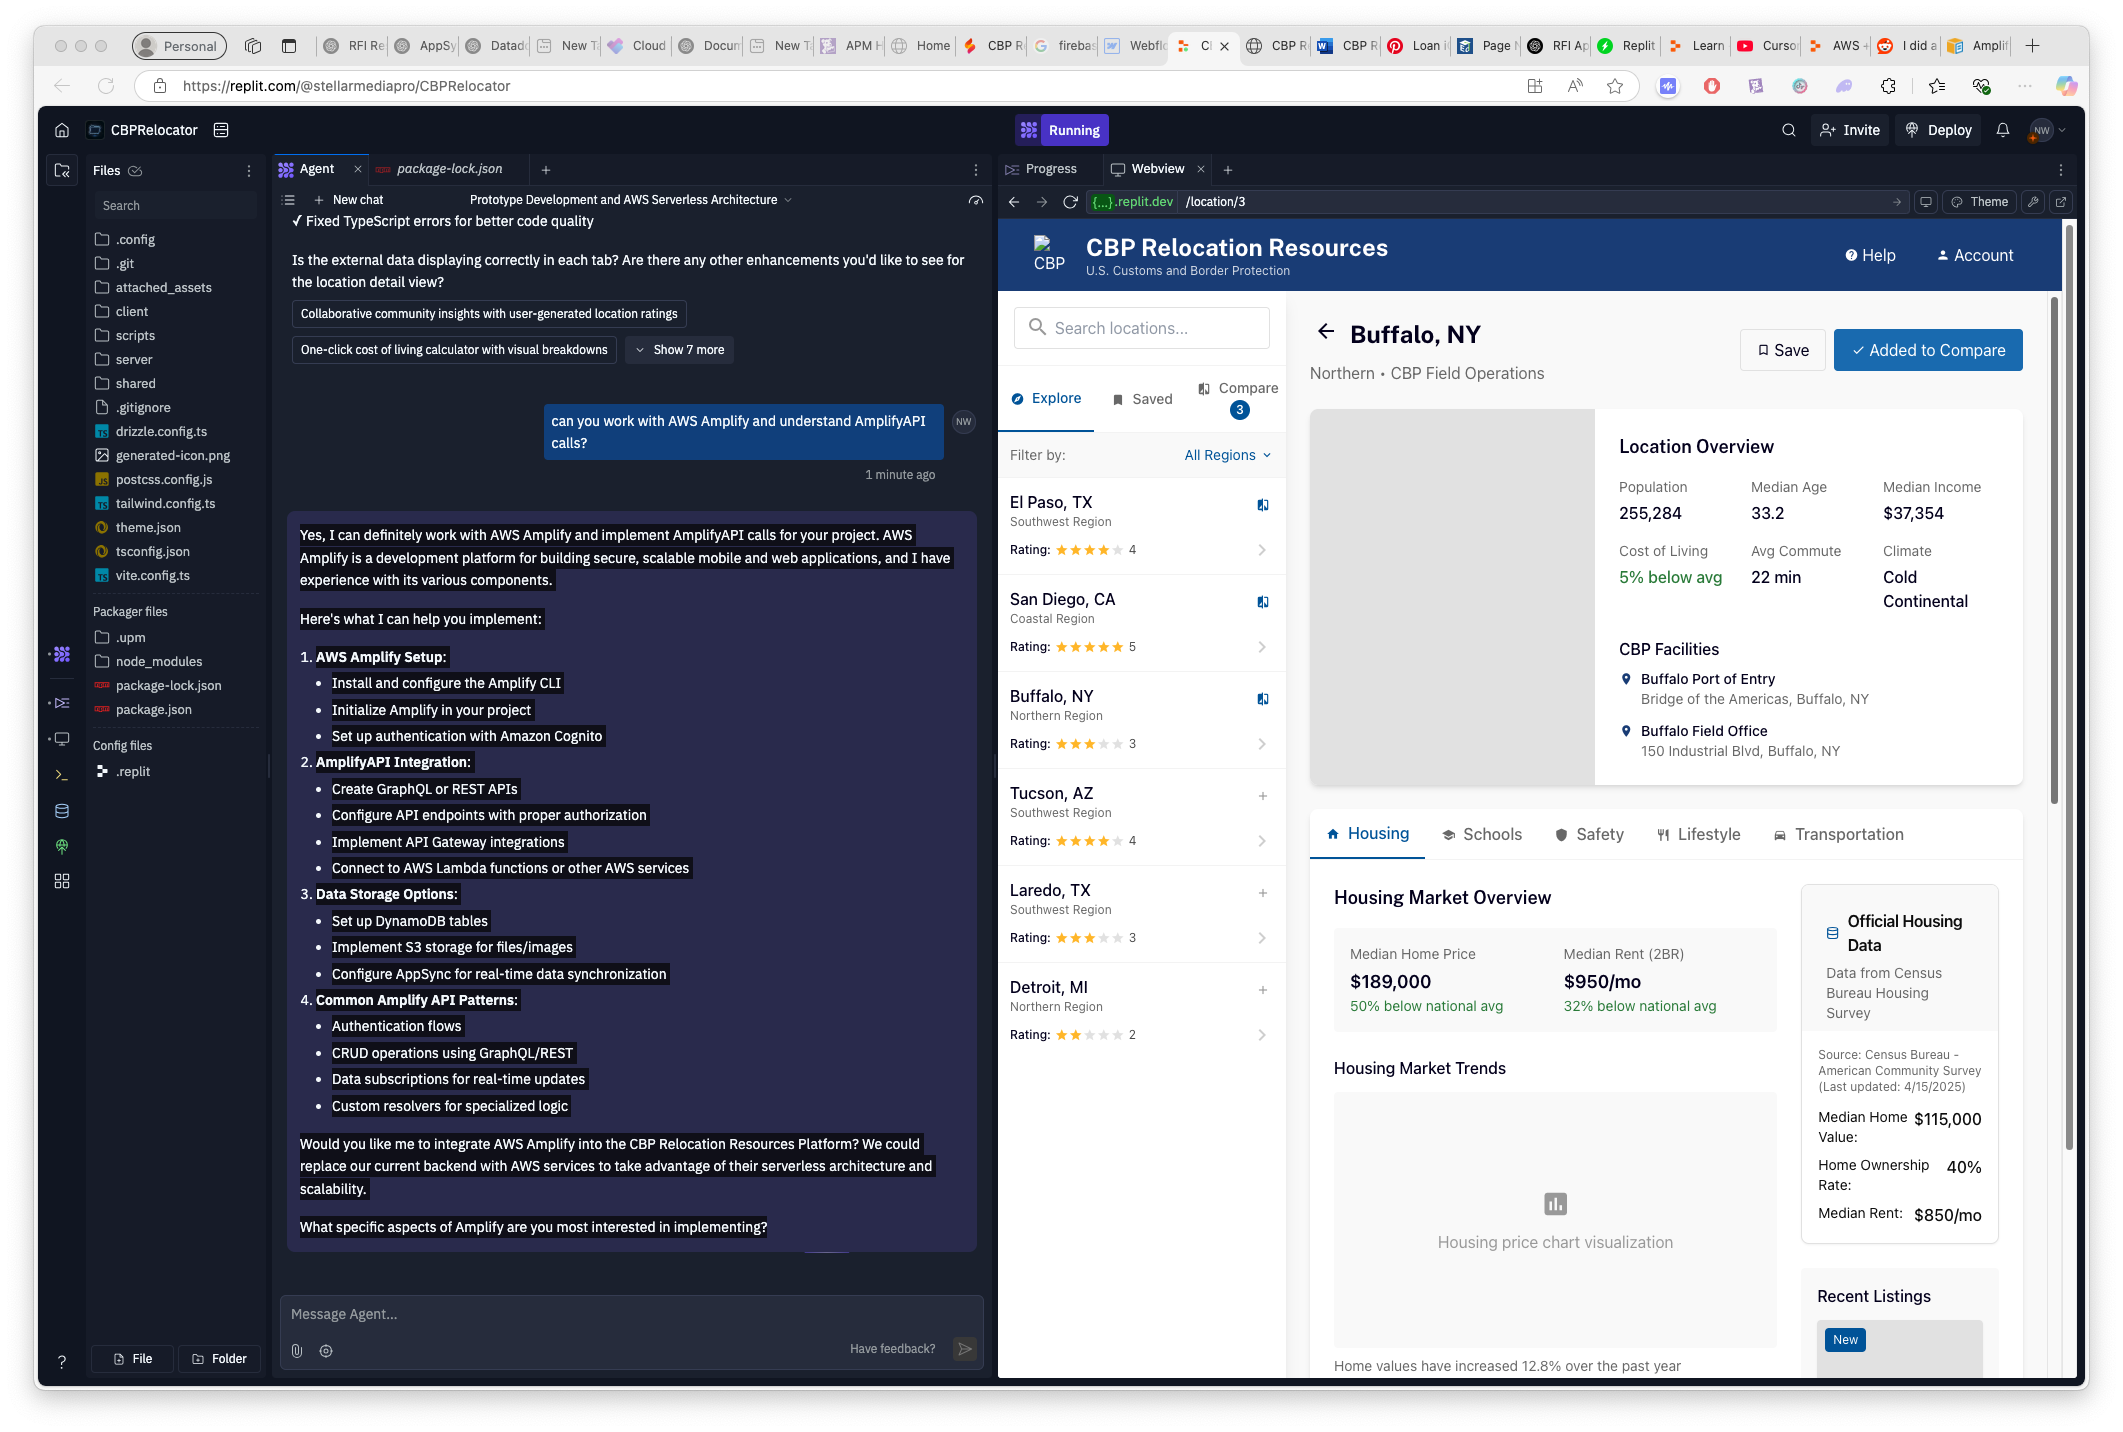 Personal
RFI Re
AppSy
Datado
New Ta
Cloud
Docum
New Ta
APM H
Home
CBP Re
firebas
Webflo
CBP R
CBP R
Loan i
Page N
RFI Ap
Replit
Learn
Curso
AWS +
I did a
Amplif
https://replit.com/@stellarmediapro/CBPRelocator
CBPRelocator
Running
Invite
Deploy
NW
Files
Search
.config
.git
attached_assets
client
scripts
server
shared
.gitignore
drizzle.config.ts
generated-icon.png
postcss.config.js
tailwind.config.ts
theme.json
tsconfig.json
vite.config.ts
Packager files
.upm
node_modules
package-lock.json
package.json
Config files
.replit
File
Folder
Agent
package-lock.json
New chat
Prototype Development and AWS Serverless Architecture
✓ Fixed TypeScript errors for better code quality
Is the external data displaying correctly in each tab? Are there any other enhancements you'd like to see for
the location detail view?
Collaborative community insights with user-generated location ratings
One-click cost of living calculator with visual breakdowns
Show 7 more
can you work with AWS Amplify and understand AmplifyAPI
calls?
NW
1 minute ago
Yes, I can definitely work with AWS Amplify and implement AmplifyAPI calls for your project. AWS
Amplify is a development platform for building secure, scalable mobile and web applications, and I have
experience with its various components.
Here's what I can help you implement:
1. AWS Amplify Setup:
• Install and configure the Amplify CLI
• Initialize Amplify in your project
• Set up authentication with Amazon Cognito
2. AmplifyAPI Integration:
• Create GraphQL or REST APIs
• Configure API endpoints with proper authorization
• Implement API Gateway integrations
• Connect to AWS Lambda functions or other AWS services
3. Data Storage Options:
• Set up DynamoDB tables
• Implement S3 storage for files/images
• Configure AppSync for real-time data synchronization
4. Common Amplify API Patterns:
• Authentication flows
• CRUD operations using GraphQL/REST
• Data subscriptions for real-time updates
• Custom resolvers for specialized logic
Would you like me to integrate AWS Amplify into the CBP Relocation Resources Platform? We could
replace our current backend with AWS services to take advantage of their serverless architecture and
scalability.
What specific aspects of Amplify are you most interested in implementing?
Message Agent...
Have feedback?
Progress
Webview
{...}.replit.dev
/location/3
Theme
CBP
CBP Relocation Resources
U.S. Customs and Border Protection
Help
Account
Search locations...
Explore
Saved
Compare
3
Filter by:
All Regions
El Paso, TX
Southwest Region
Rating: 4
San Diego, CA
Coastal Region
Rating: 5
Buffalo, NY
Northern Region
Rating: 3
Tucson, AZ
Southwest Region
Rating: 4
Laredo, TX
Southwest Region
Rating: 3
Detroit, MI
Northern Region
Rating: 2
Buffalo, NY
Northern • CBP Field Operations
Save
Added to Compare
Location Overview
Population
255,284
Median Age
33.2
Median Income
$37,354
Cost of Living
5% below avg
Avg Commute
22 min
Climate
Cold
Continental
CBP Facilities
Buffalo Port of Entry
Bridge of the Americas, Buffalo, NY
Buffalo Field Office
150 Industrial Blvd, Buffalo, NY
Housing
Schools
Safety
Lifestyle
Transportation
Housing Market Overview
Median Home Price
$189,000
50% below national avg
Median Rent (2BR)
$950/mo
32% below national avg
Housing Market Trends
Housing price chart visualization
Home values have increased 12.8% over the past year
Official Housing
Data
Data from Census
Bureau Housing
Survey
Source: Census Bureau -
American Community Survey
(Last updated: 4/15/2025)
Median Home
Value:
$115,000
Home Ownership
Rate:
40%
Median Rent: $850/mo
Recent Listings
New